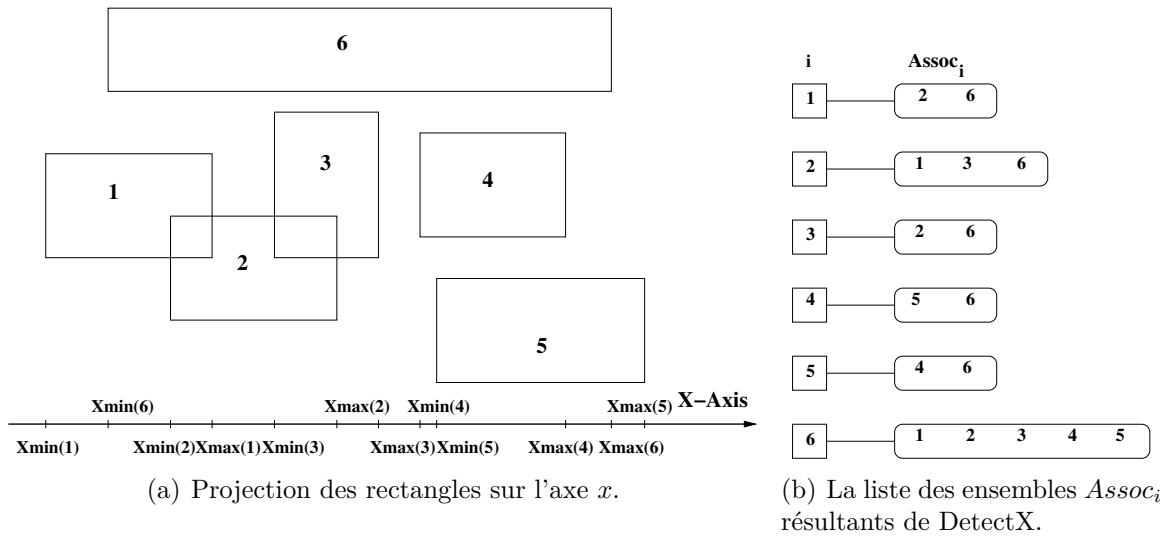 6
3
1
4
2
5
Xmin(6) Xmax(2) Xmin(4) Xmax(5) X-Axis
Xmin(1) Xmin(2) Xmax(1) Xmin(3) Xmax(3) Xmin(5) Xmax(4) Xmax(6)
(a) Projection des rectangles sur l'axe x.
i Assoc_i
1 2 6
2 1 3 6
3 2 6
4 5 6
5 4 6
6 1 2 3 4 5
(b) La liste des ensembles Assoc_i
résultants de DetectX.